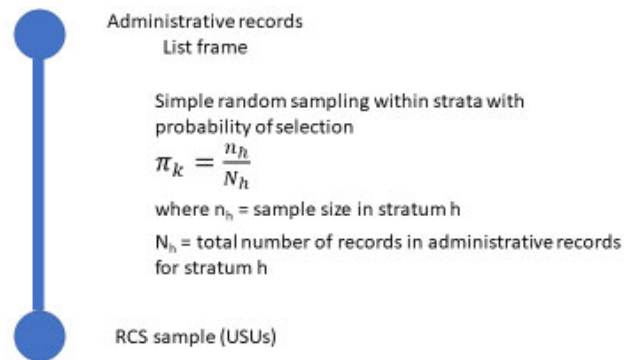 Administrative records
List frame
Simple random sampling within strata with
probability of selection
πₖ = nₕ/Nₕ
where nₕ = sample size in stratum h
Nₕ = total number of records in administrative records
for stratum h
RCS sample (USUs)